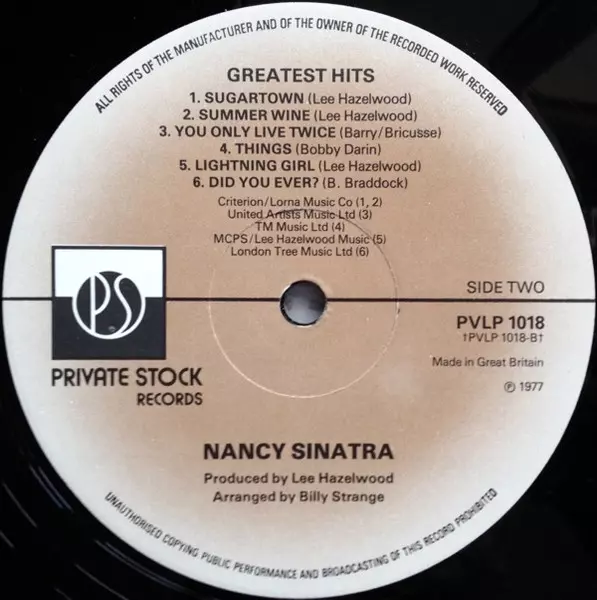 ALL RIGHTS OF THE MANUFACTURER AND OF THE OWNER OF THE RECORDED WORK RESERVED
GREATEST HITS
1. SUGARTOWN (Lee Hazelwood)
2. SUMMER WINE (Lee Hazelwood)
3. YOU ONLY LIVE TWICE (Barry/Bricusse)
4. THINGS (Bobby Darin)
5. LIGHTNING GIRL (Lee Hazelwood)
6. DID YOU EVER? (B. Braddock)
Criterion/Lorna Music Co (1, 2)
United Artists Music Ltd (3)
TM Music Ltd (4)
MCPS/Lee Hazelwood Music (5)
London Tree Music Ltd (6)
PS
PRIVATE STOCK
RECORDS
SIDE TWO
PVLP 1018
†PVLP 1018-B†
Made in Great Britain
℗ 1977
NANCY SINATRA
Produced by Lee Hazelwood
Arranged by Billy Strange
UNAUTHORISED COPYING PUBLIC PERFORMANCE AND BROADCASTING OF THIS RECORD PROHIBITED